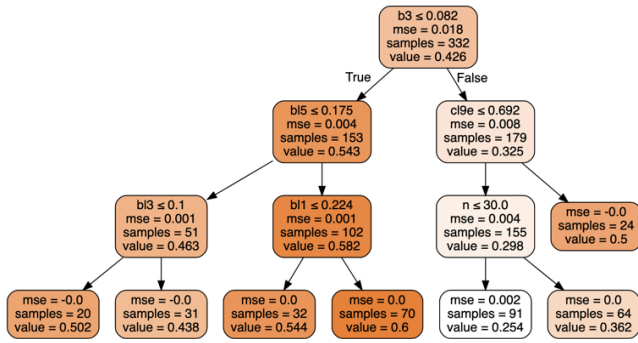 b3 ≤ 0.082
mse = 0.018
samples = 332
value = 0.426
True
False
bl5 ≤ 0.175
mse = 0.004
samples = 153
value = 0.543
cl9e ≤ 0.692
mse = 0.008
samples = 179
value = 0.325
bl3 ≤ 0.1
mse = 0.001
samples = 51
value = 0.463
bl1 ≤ 0.224
mse = 0.001
samples = 102
value = 0.582
n ≤ 30.0
mse = 0.004
samples = 155
value = 0.298
mse = -0.0
samples = 24
value = 0.5
mse = -0.0
samples = 20
value = 0.502
mse = -0.0
samples = 31
value = 0.438
mse = 0.0
samples = 32
value = 0.544
mse = 0.0
samples = 70
value = 0.6
mse = 0.002
samples = 91
value = 0.254
mse = 0.0
samples = 64
value = 0.362